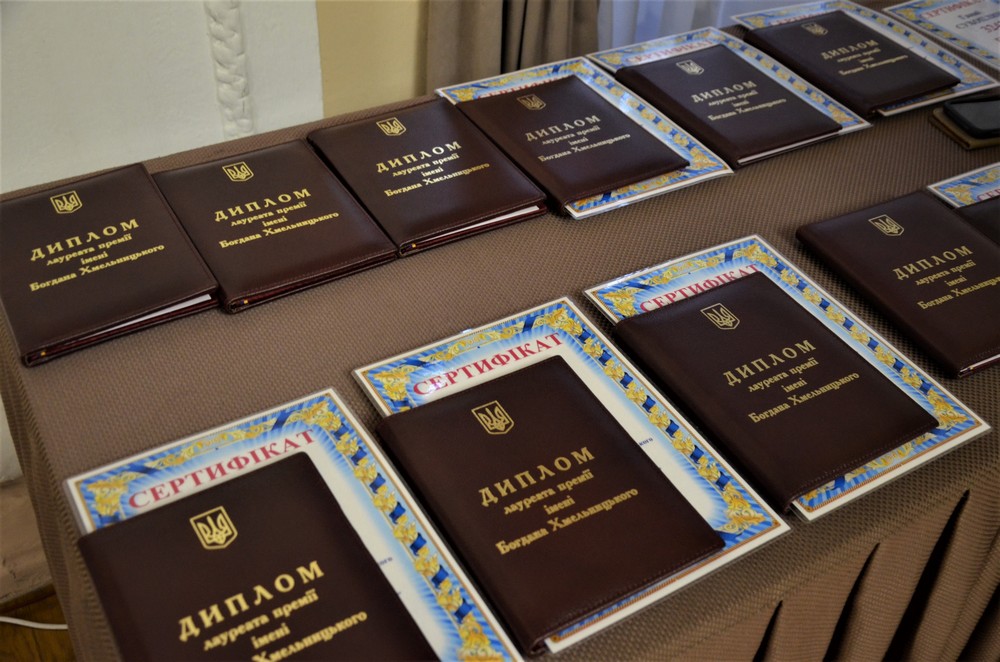 ДИПЛОМ
лауреата премії
імені
Богдана Хмельницького
ДИПЛОМ
лауреата премії
імені
Богдана Хмельницького
ДИПЛОМ
лауреата премії
імені
Богдана Хмельницького
ДИПЛОМ
лауреата премії
імені
Богдана Хмельницького
СЕРТИФІКАТ
ДИПЛОМ
лауреата премії
імені
Богдана Хмельницького
ДИПЛОМ
лауреата премії
імені
Богдана Хмельницького
СЕРТИФІКАТ
ДИПЛОМ
лауреата премії
імені
Хмельницького
СЕРТИФІКАТ
ДИПЛОМ
лауреата премії
імені
Богдана Хмельницького
СЕРТИФІКАТ
ДИПЛОМ
лауреата премії
імені
Богдана Хмельницького
ДИПЛОМ
лауреата премії
імені
Богдана